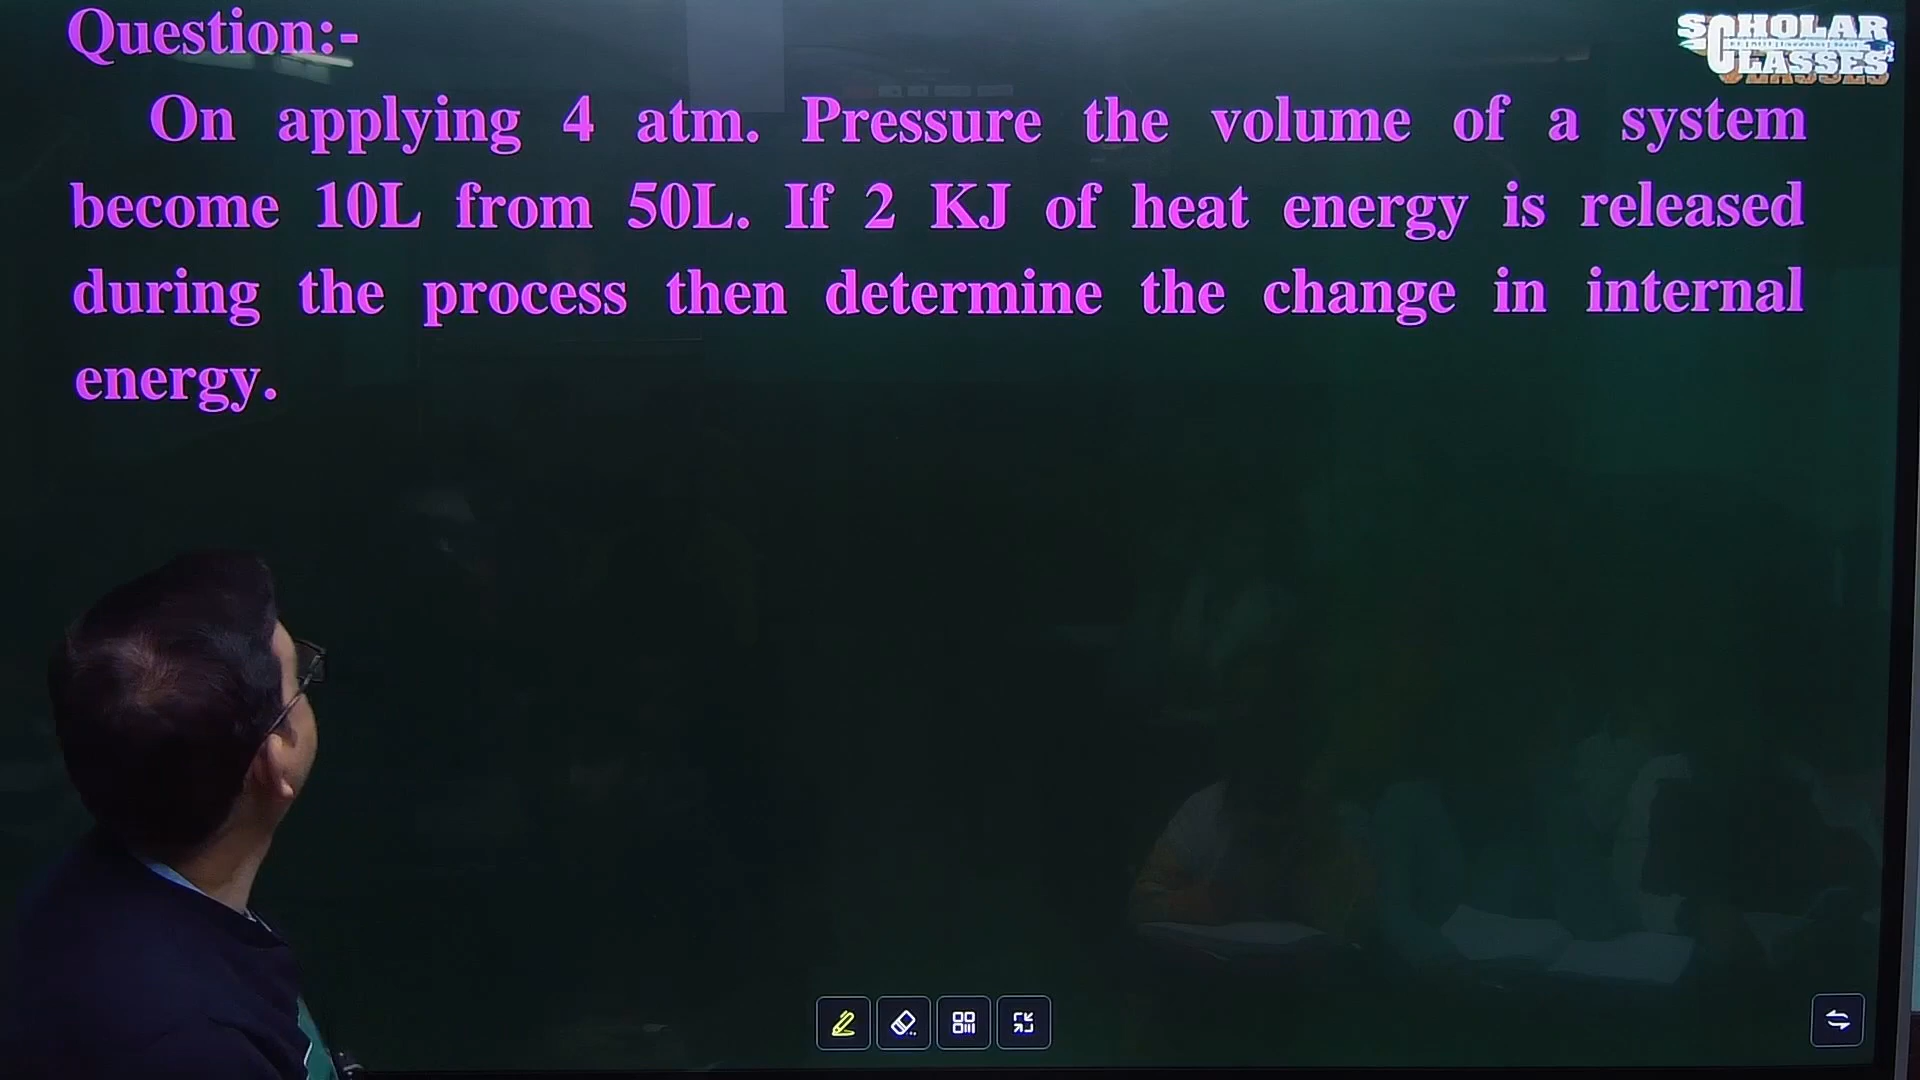 Question:-
SCHOLAR
CLASSES
On applying 4 atm. Pressure the volume of a system
become 10L from 50L. If 2 KJ of heat energy is released
during the process then determine the change in internal
energy.